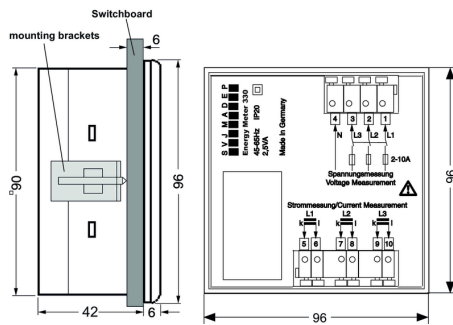 Switchboard
mounting brackets
6
□90
96
42
6
S V J M A D E P
Energy Meter 330
45-65Hz IP20
2,5VA
Made in Germany
4 3 2 1
N L3 L2 L1
2-10A
Spannungsmessung
Voltage Measurement
Strommessung/Current Measurement
L1 L2 L3
k l k l k l
5 6 7 8 9 10
96
96